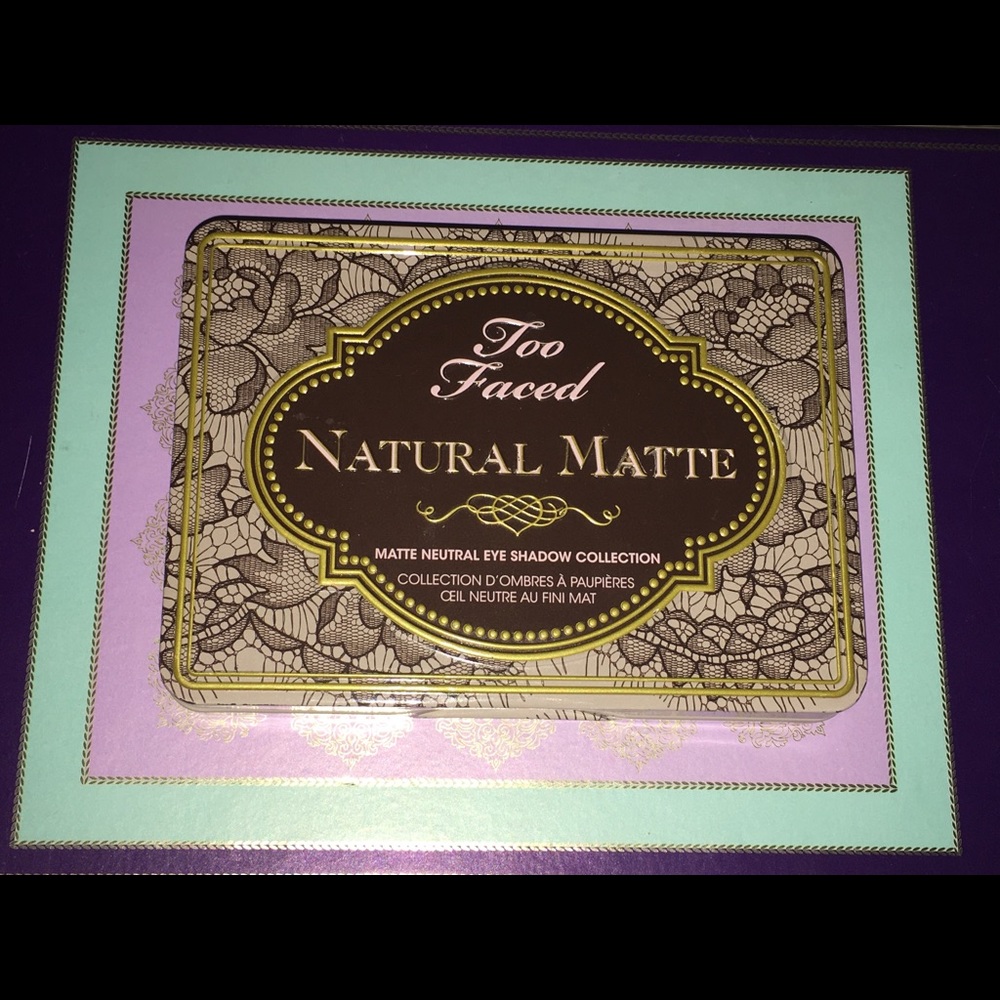 Too
Faced
NATURAL MATTE
MATTE NEUTRAL EYE SHADOW COLLECTION
COLLECTION D'OMBRES À PAUPIÈRES
ŒIL NEUTRE AU FINI MAT